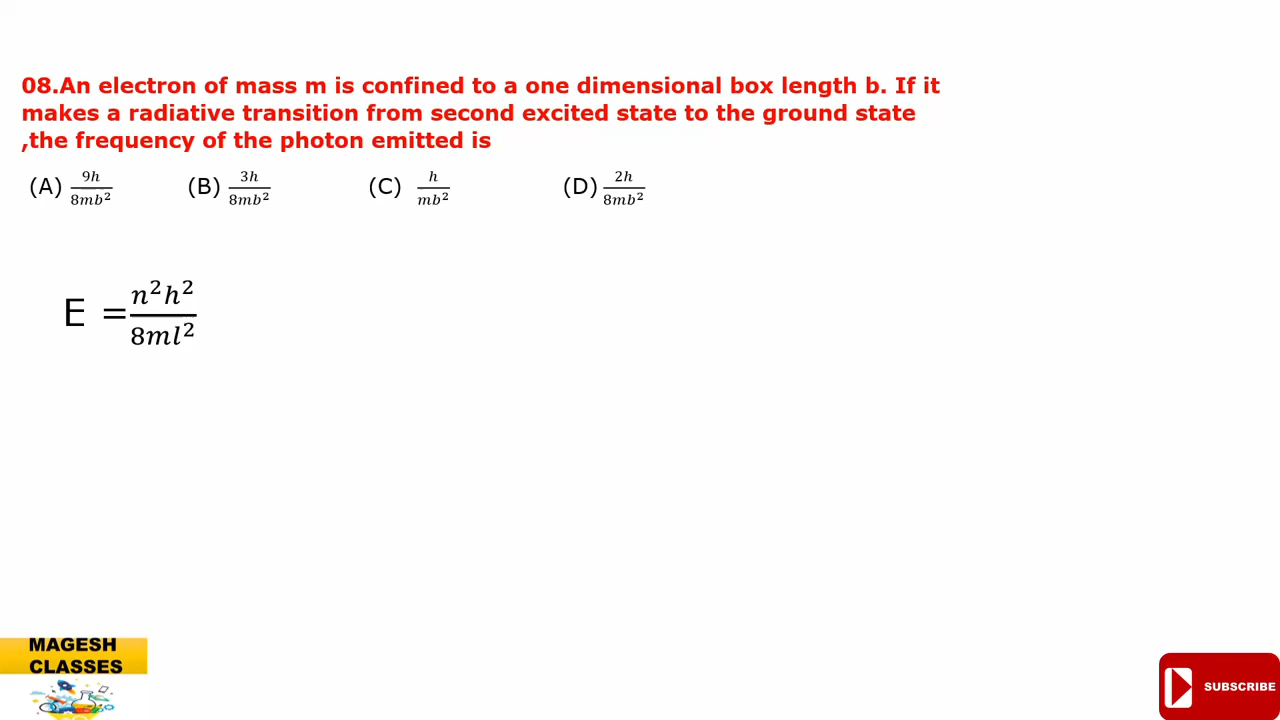 08.An electron of mass m is confined to a one dimensional box length b. If it
makes a radiative transition from second excited state to the ground state
,the frequency of the photon emitted is
(A) 9h/8mb² (B) 3h/8mb² (C) h/mb² (D) 2h/8mb²
E = n²h²/8ml²
MAGESH
CLASSES
SUBSCRIBE